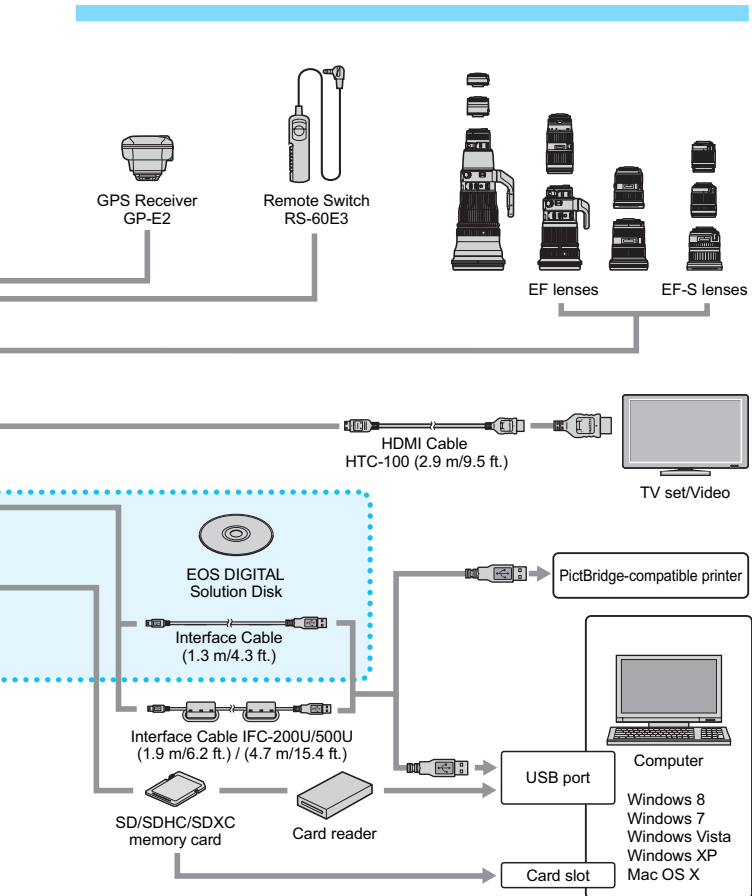 GPS Receiver
GP-E2
Remote Switch
RS-60E3
EF lenses
EF-S lenses
HDMI Cable
HTC-100 (2.9 m/9.5 ft.)
TV set/Video
EOS DIGITAL
Solution Disk
Interface Cable
(1.3 m/4.3 ft.)
PictBridge-compatible printer
Interface Cable IFC-200U/500U
(1.9 m/6.2 ft.) / (4.7 m/15.4 ft.)
USB port
Computer
Windows 8
Windows 7
Windows Vista
Windows XP
Mac OS X
SD/SDHC/SDXC
memory card
Card reader
Card slot